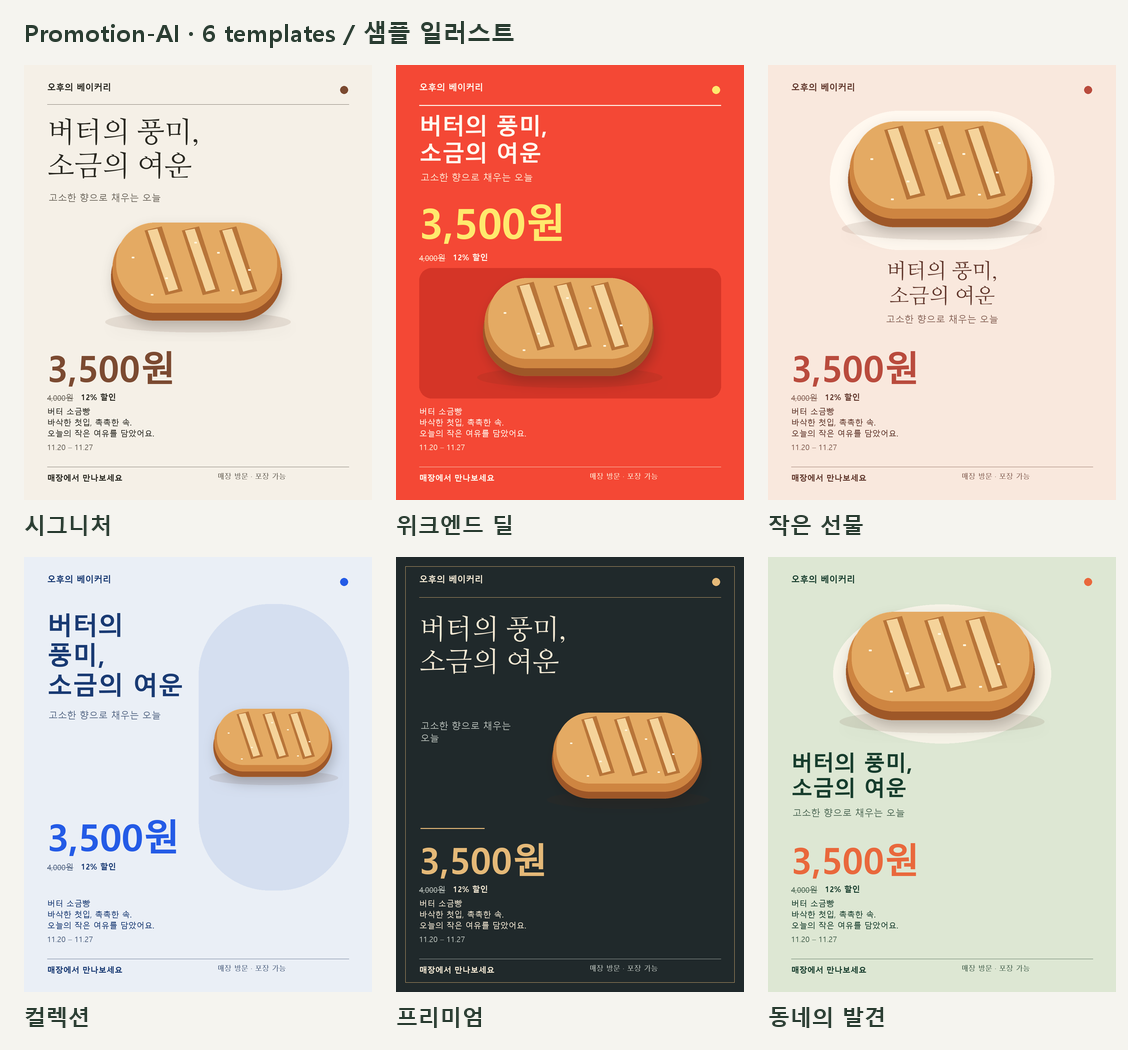 Promotion-AI · 6 templates / 샘플 일러스트
오후의 베이커리
버터의 풍미,
소금의 여운
고소한 향으로 채우는 오늘
3,500원
4,000원 12% 할인
버터 소금빵
바삭한 첫입, 촉촉한 속.
오늘의 작은 여유를 담았어요.
11.20 – 11.27
매장에서 만나보세요 매장 방문 · 포장 가능
시그니처
오후의 베이커리
버터의 풍미,
소금의 여운
고소한 향으로 채우는 오늘
3,500원
4,000원 12% 할인
버터 소금빵
바삭한 첫입, 촉촉한 속.
오늘의 작은 여유를 담았어요.
11.20 – 11.27
매장에서 만나보세요 매장 방문 · 포장 가능
위크엔드 딜
오후의 베이커리
버터의 풍미,
소금의 여운
고소한 향으로 채우는 오늘
3,500원
4,000원 12% 할인
버터 소금빵
바삭한 첫입, 촉촉한 속.
오늘의 작은 여유를 담았어요.
11.20 – 11.27
매장에서 만나보세요 매장 방문 · 포장 가능
작은 선물
오후의 베이커리
버터의
풍미,
소금의 여운
고소한 향으로 채우는 오늘
3,500원
4,000원 12% 할인
버터 소금빵
바삭한 첫입, 촉촉한 속.
오늘의 작은 여유를 담았어요.
11.20 – 11.27
매장에서 만나보세요 매장 방문 · 포장 가능
컬렉션
오후의 베이커리
버터의 풍미,
소금의 여운
고소한 향으로 채우는
오늘
3,500원
4,000원 12% 할인
버터 소금빵
바삭한 첫입, 촉촉한 속.
오늘의 작은 여유를 담았어요.
11.20 – 11.27
매장에서 만나보세요 매장 방문 · 포장 가능
프리미엄
오후의 베이커리
버터의 풍미,
소금의 여운
고소한 향으로 채우는 오늘
3,500원
4,000원 12% 할인
버터 소금빵
바삭한 첫입, 촉촉한 속.
오늘의 작은 여유를 담았어요.
11.20 – 11.27
매장에서 만나보세요 매장 방문 · 포장 가능
동네의 발견